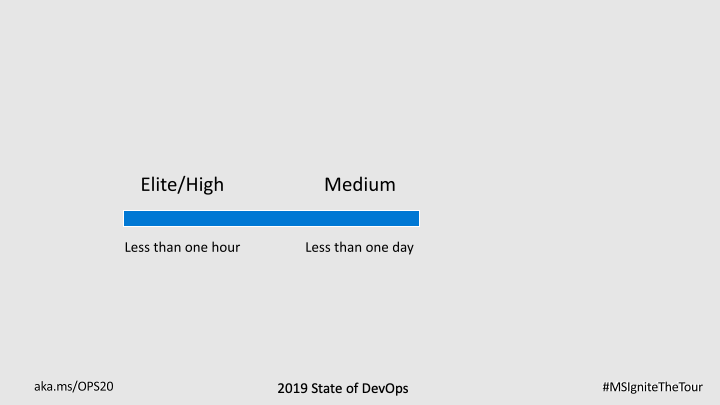 Elite/High Medium
Less than one hour Less than one day
aka.ms/OPS20 2019 State of DevOps #MSIgniteTheTour